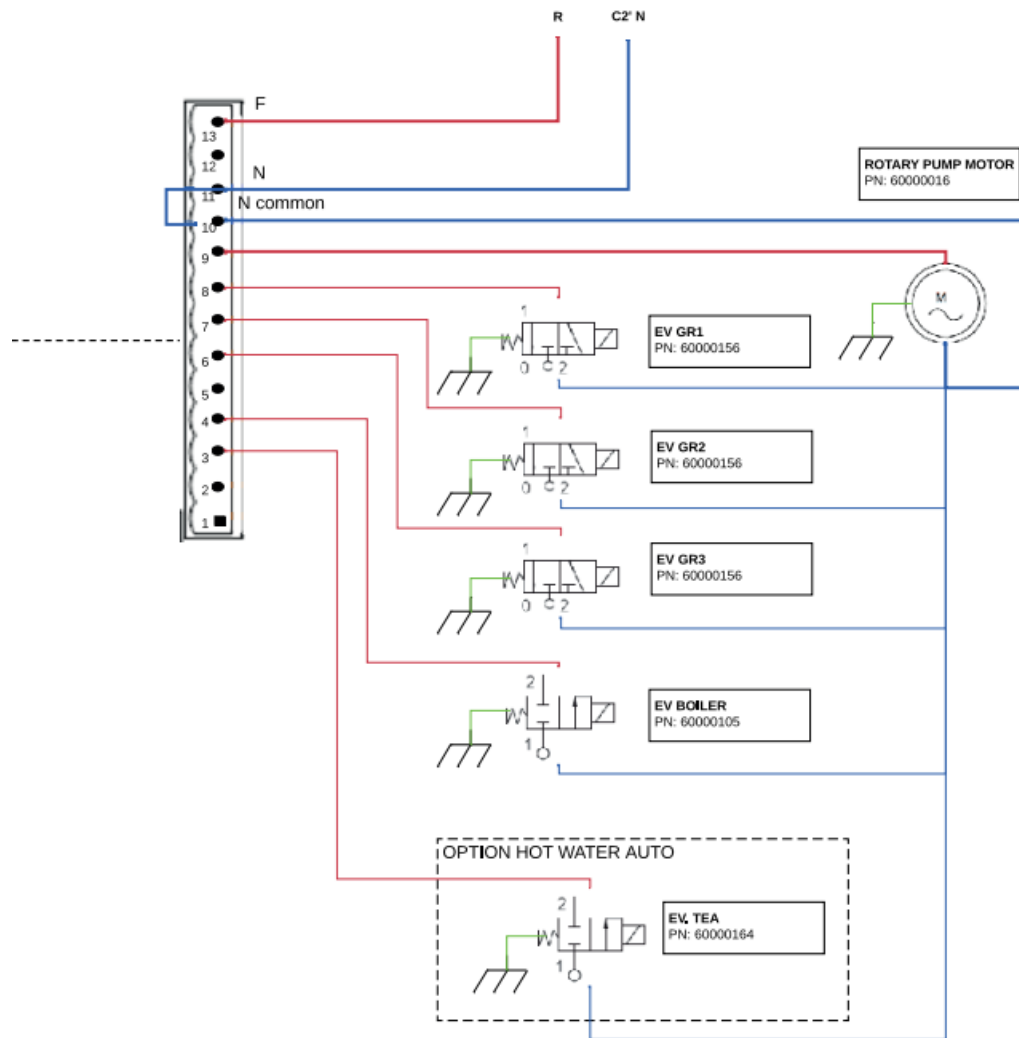 R C2' N
F
13
12
N
11
N common
10
9
8
7
6
5
4
3
2
1
ROTARY PUMP MOTOR
PN: 60000016
M
1
0 2
EV GR1
PN: 60000156
1
0 2
EV GR2
PN: 60000156
1
0 2
EV GR3
PN: 60000156
2
1
EV BOILER
PN: 60000105
OPTION HOT WATER AUTO
2
1
EV. TEA
PN: 60000164